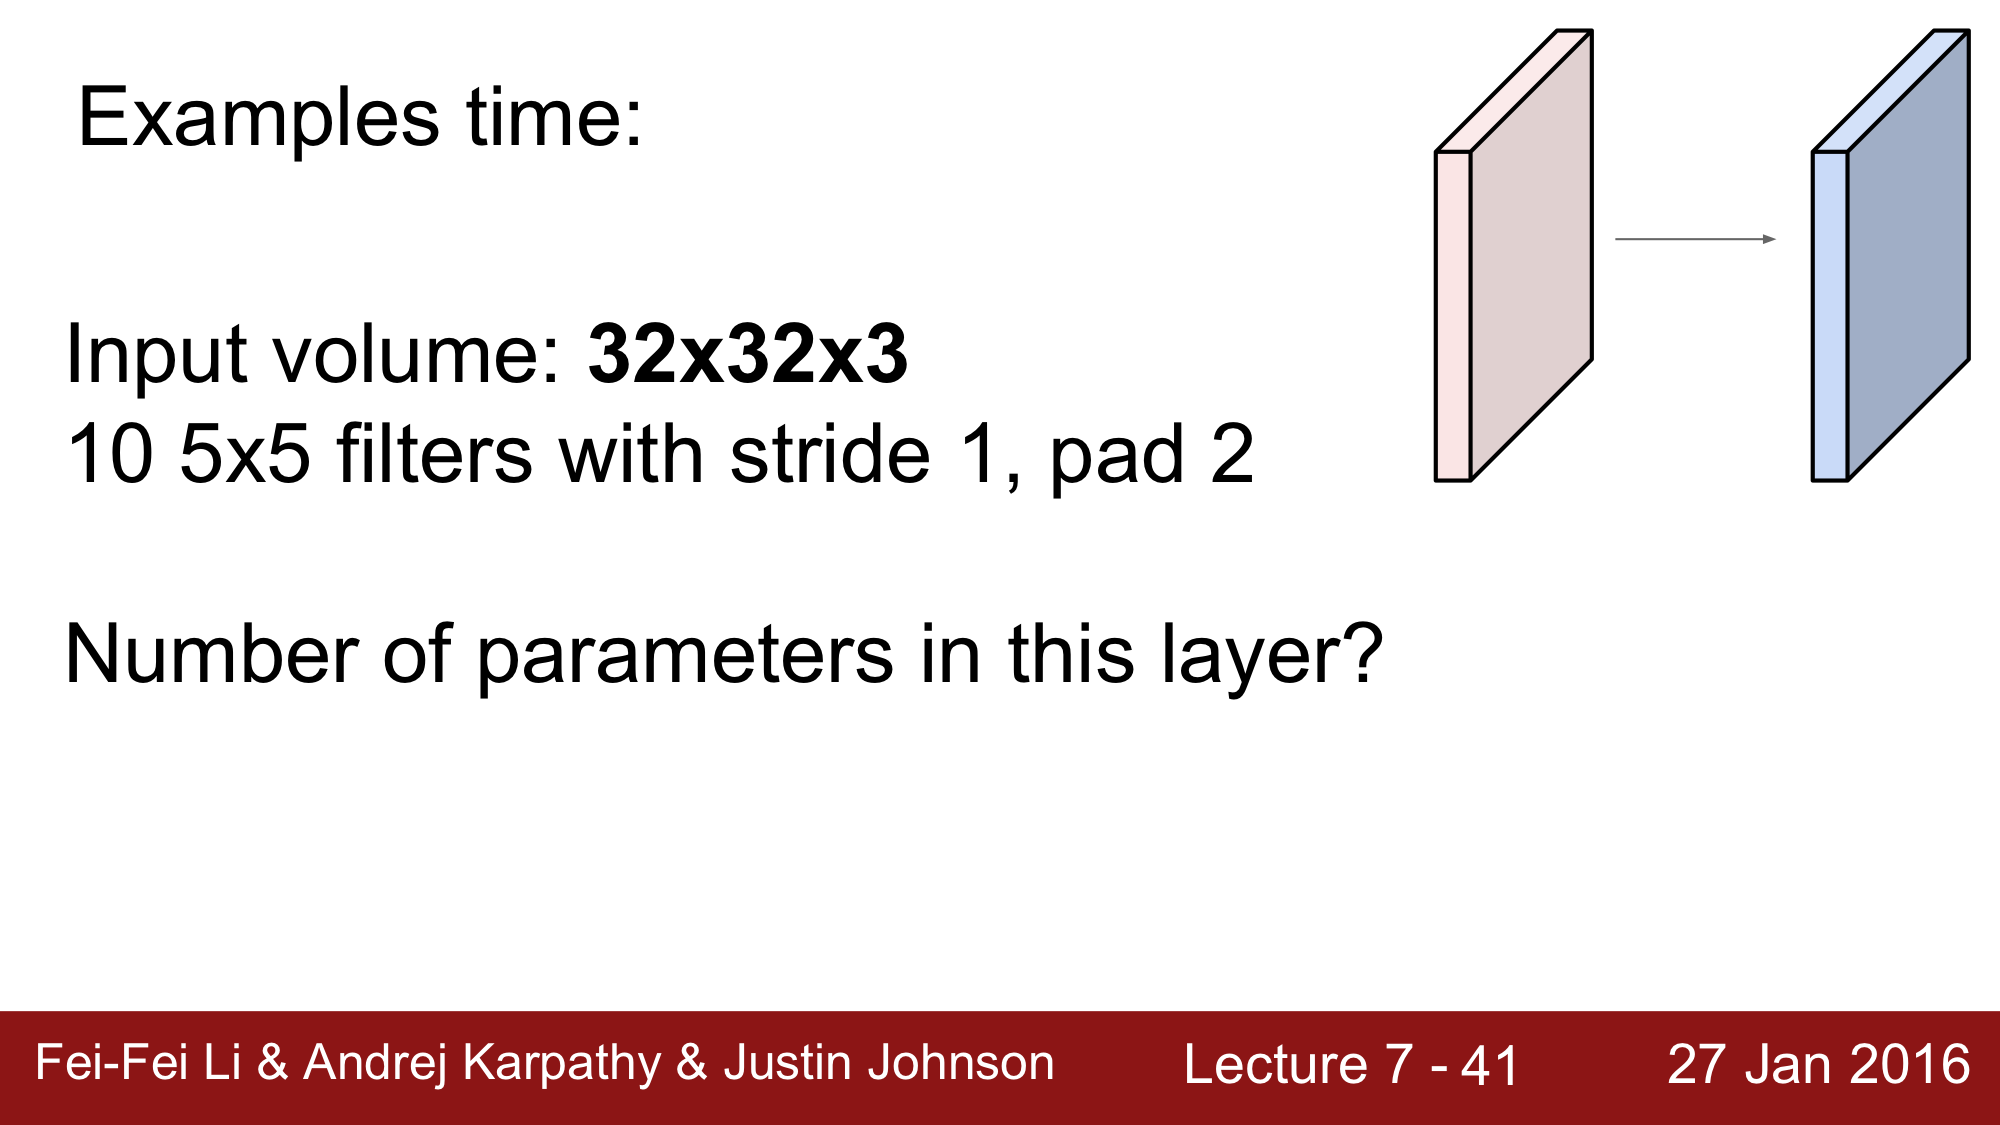 Examples time:
Input volume: 32x32x3
10 5x5 filters with stride 1, pad 2
Number of parameters in this layer?
Fei-Fei Li & Andrej Karpathy & Justin Johnson
Lecture 7 - 41
27 Jan 2016